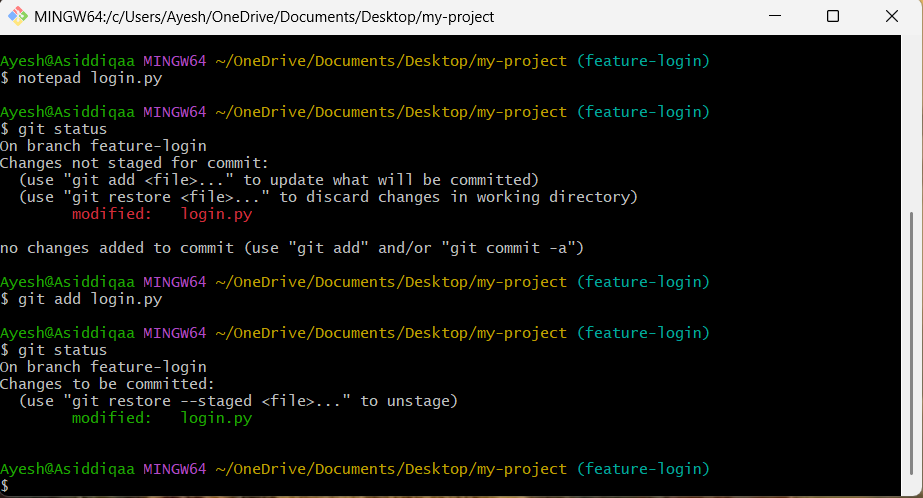 MINGW64:/c/Users/Ayesh/OneDrive/Documents/Desktop/my-project
Ayesh@Asiddiqaa MINGW64 ~/OneDrive/Documents/Desktop/my-project (feature-login)
$ notepad login.py
Ayesh@Asiddiqaa MINGW64 ~/OneDrive/Documents/Desktop/my-project (feature-login)
$ git status
On branch feature-login
Changes not staged for commit:
  (use "git add <file>..." to update what will be committed)
  (use "git restore <file>..." to discard changes in working directory)
        modified:   login.py
no changes added to commit (use "git add" and/or "git commit -a")
Ayesh@Asiddiqaa MINGW64 ~/OneDrive/Documents/Desktop/my-project (feature-login)
$ git add login.py
Ayesh@Asiddiqaa MINGW64 ~/OneDrive/Documents/Desktop/my-project (feature-login)
$ git status
On branch feature-login
Changes to be committed:
  (use "git restore --staged <file>..." to unstage)
        modified:   login.py
Ayesh@Asiddiqaa MINGW64 ~/OneDrive/Documents/Desktop/my-project (feature-login)
$